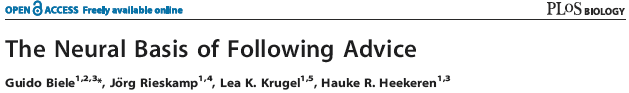 OPEN ACCESS Freely available online PLoS BIOLOGY
The Neural Basis of Following Advice
Guido Biele1,2,3*, Jörg Rieskamp1,4, Lea K. Krugel1,5, Hauke R. Heekeren1,3